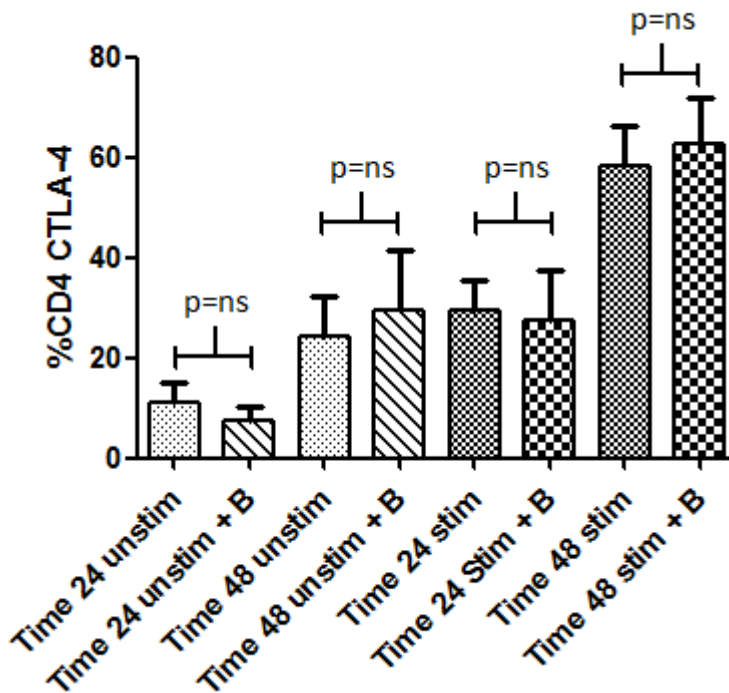 p=ns
80
60
p=ns
p=ns
40
p=ns
20
0
%CD4 CTLA-4
Time 24 unstim
Time 24 unstim + B
Time 48 unstim
Time 48 unstim + B
Time 24 stim
Time 24 Stim + B
Time 48 stim
Time 48 stim + B